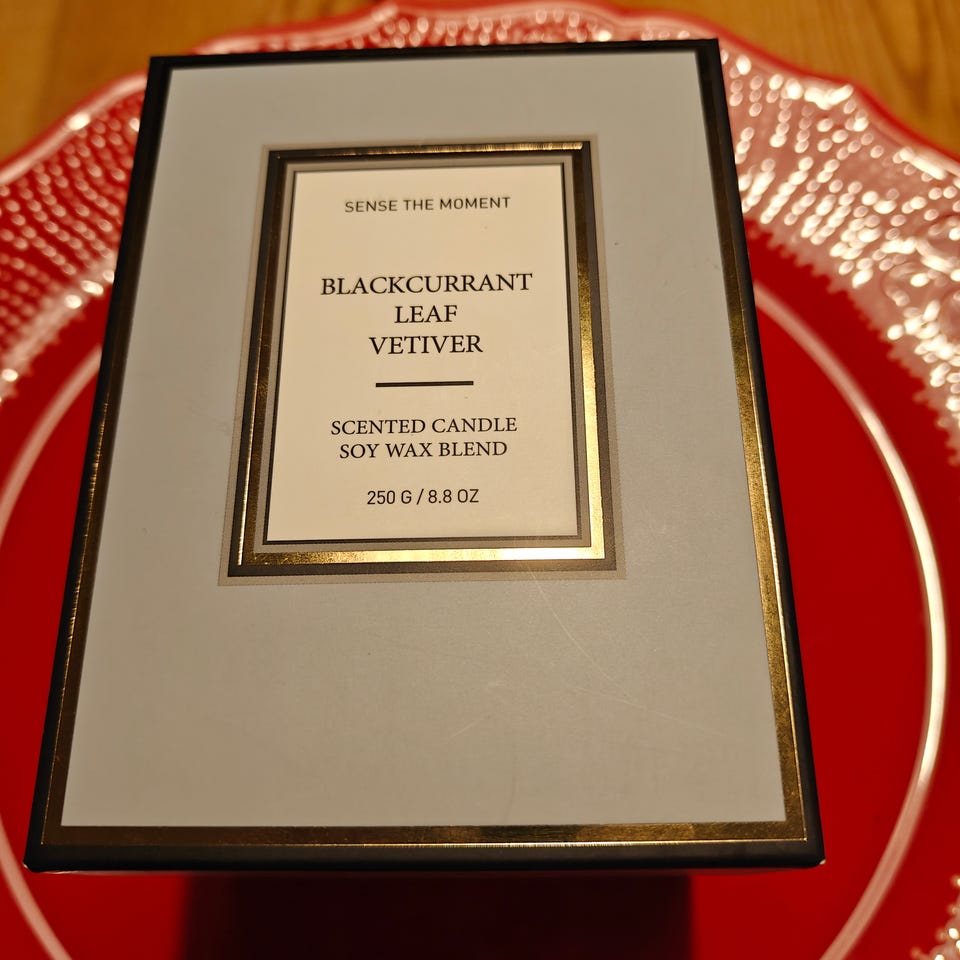 SENSE THE MOMENT
BLACKCURRANT
LEAF
VETIVER
SCENTED CANDLE
SOY WAX BLEND
250 G / 8.8 OZ